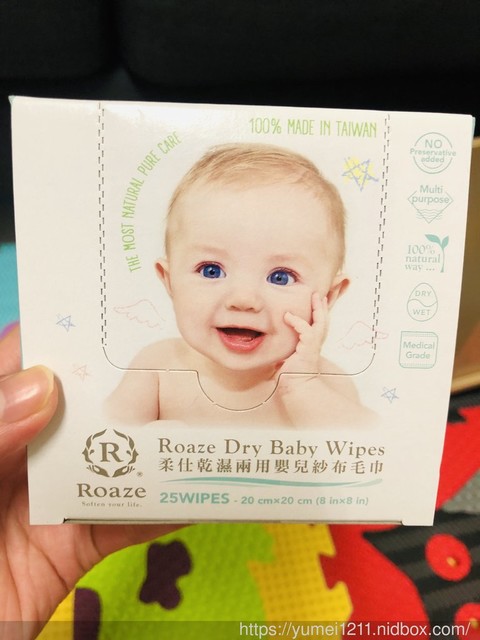 100% MADE IN TAIWAN
THE MOST NATURAL PURE CARE
NO
Preservative
added
Multi
purpose
100%
natural
way
DRY
WET
Medical
Grade
R
®
Roaze
Soften your life.
Roaze Dry Baby Wipes
柔仕乾濕兩用嬰兒紗布毛巾
25WIPES - 20 cm×20 cm (8 in×8 in)
https://yumei1211.nidbox.com/